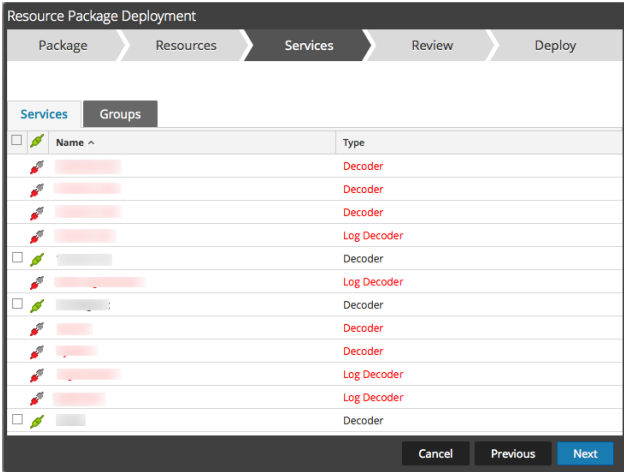 Resource Package Deployment
Package Resources Services Review Deploy
Services Groups
Name Type
Decoder
Decoder
Decoder
Log Decoder
Decoder
Log Decoder
Decoder
Decoder
Decoder
Log Decoder
Log Decoder
Decoder
Cancel Previous Next